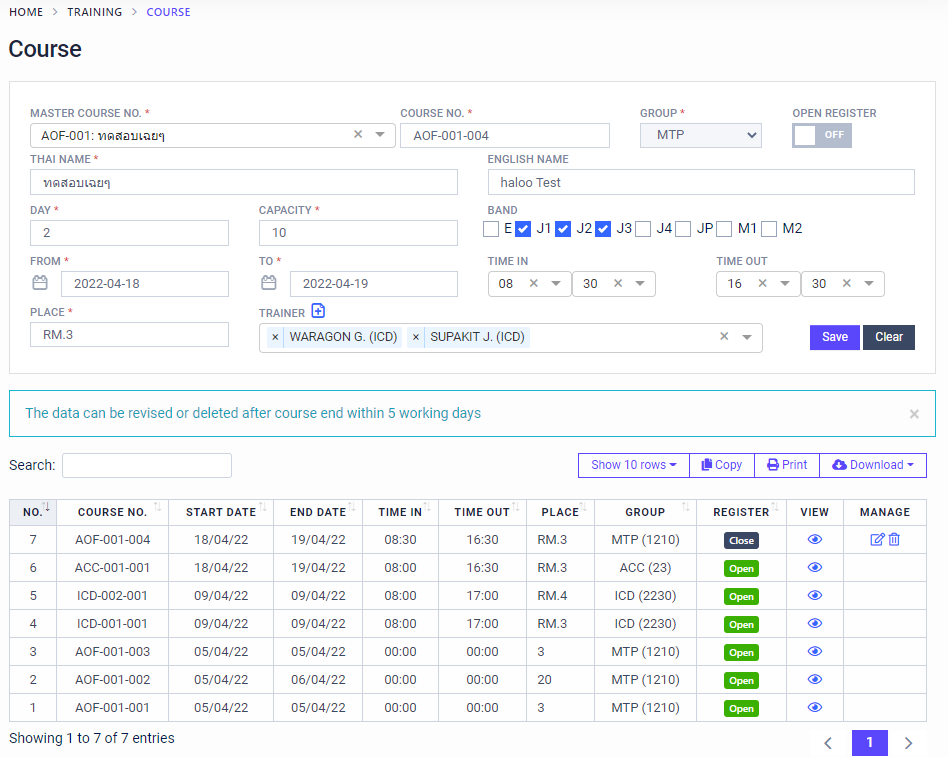 HOME > TRAINING > COURSE
Course
MASTER COURSE NO. * COURSE NO. * GROUP * OPEN REGISTER
AOF-001: ทดสอบเฉยๆ × AOF-001-004 MTP OFF
THAI NAME * ENGLISH NAME
ทดสอบเฉยๆ haloo Test
DAY * CAPACITY * BAND
2 10 E J1 J2 J3 J4 JP M1 M2
FROM * TO * TIME IN TIME OUT
2022-04-18 2022-04-19 08 × 30 × 16 × 30 ×
PLACE * TRAINER
RM.3 × WARAGON G. (ICD) × SUPAKIT J. (ICD) × Save Clear
The data can be revised or deleted after course end within 5 working days ×
Search: Show 10 rows Copy Print Download
NO. COURSE NO. START DATE END DATE TIME IN TIME OUT PLACE GROUP REGISTER VIEW MANAGE
7 AOF-001-004 18/04/22 19/04/22 08:30 16:30 RM.3 MTP (1210) Close
6 ACC-001-001 18/04/22 19/04/22 08:00 16:30 RM.3 ACC (23) Open
5 ICD-002-001 09/04/22 09/04/22 08:00 17:00 RM.4 ICD (2230) Open
4 ICD-001-001 09/04/22 09/04/22 08:00 17:00 RM.3 ICD (2230) Open
3 AOF-001-003 05/04/22 05/04/22 00:00 00:00 3 MTP (1210) Open
2 AOF-001-002 05/04/22 06/04/22 00:00 00:00 20 MTP (1210) Open
1 AOF-001-001 05/04/22 05/04/22 00:00 00:00 3 MTP (1210) Open
Showing 1 to 7 of 7 entries < 1 >